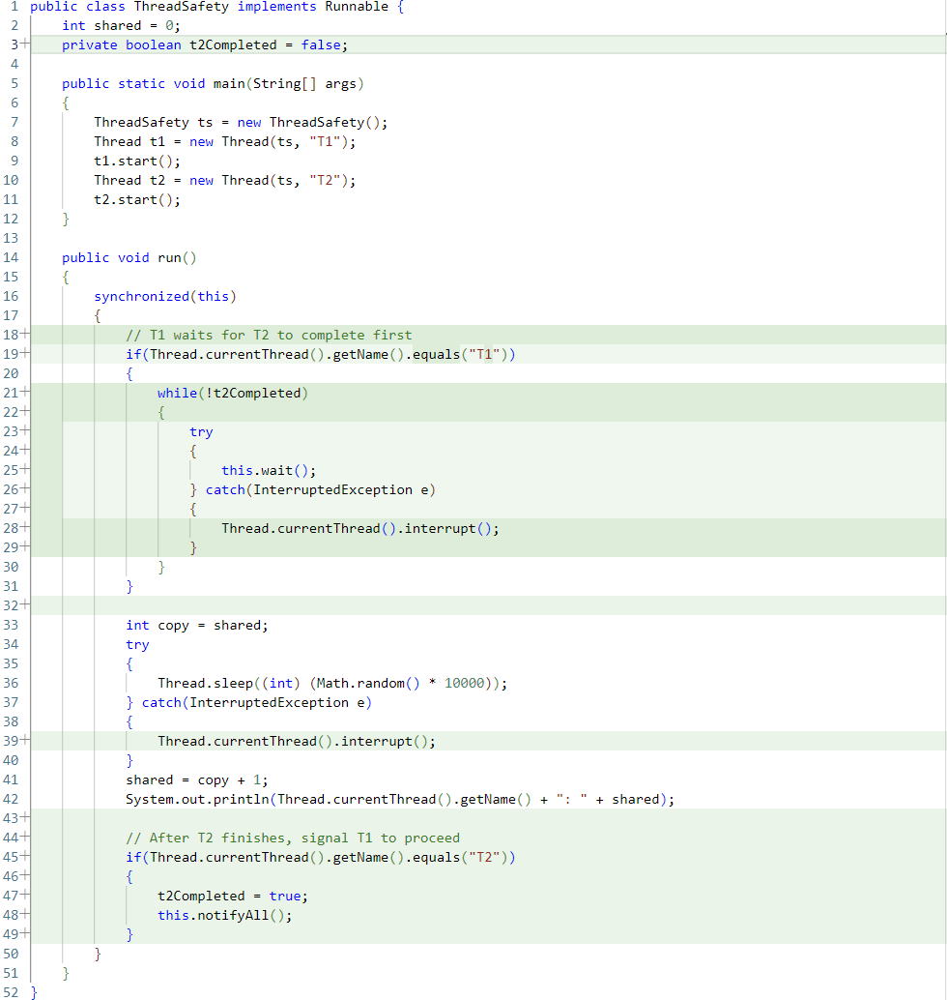 1 public class ThreadSafety implements Runnable {
2 int shared = 0;
3+ private boolean t2Completed = false;
4
5 public static void main(String[] args)
6 {
7 ThreadSafety ts = new ThreadSafety();
8 Thread t1 = new Thread(ts, "T1");
9 t1.start();
10 Thread t2 = new Thread(ts, "T2");
11 t2.start();
12 }
13
14 public void run()
15 {
16 synchronized(this)
17 {
18+ // T1 waits for T2 to complete first
19+ if(Thread.currentThread().getName().equals("T1"))
20 {
21+ while(!t2Completed)
22+ {
23+ try
24+ {
25+ this.wait();
26+ } catch(InterruptedException e)
27+ {
28+ Thread.currentThread().interrupt();
29+ }
30 }
31 }
32+
33 int copy = shared;
34 try
35 {
36 Thread.sleep((int) (Math.random() * 10000));
37 } catch(InterruptedException e)
38 {
39+ Thread.currentThread().interrupt();
40 }
41 shared = copy + 1;
42 System.out.println(Thread.currentThread().getName() + ": " + shared);
43+
44+ // After T2 finishes, signal T1 to proceed
45+ if(Thread.currentThread().getName().equals("T2"))
46+ {
47+ t2Completed = true;
48+ this.notifyAll();
49+ }
50 }
51 }
52 }